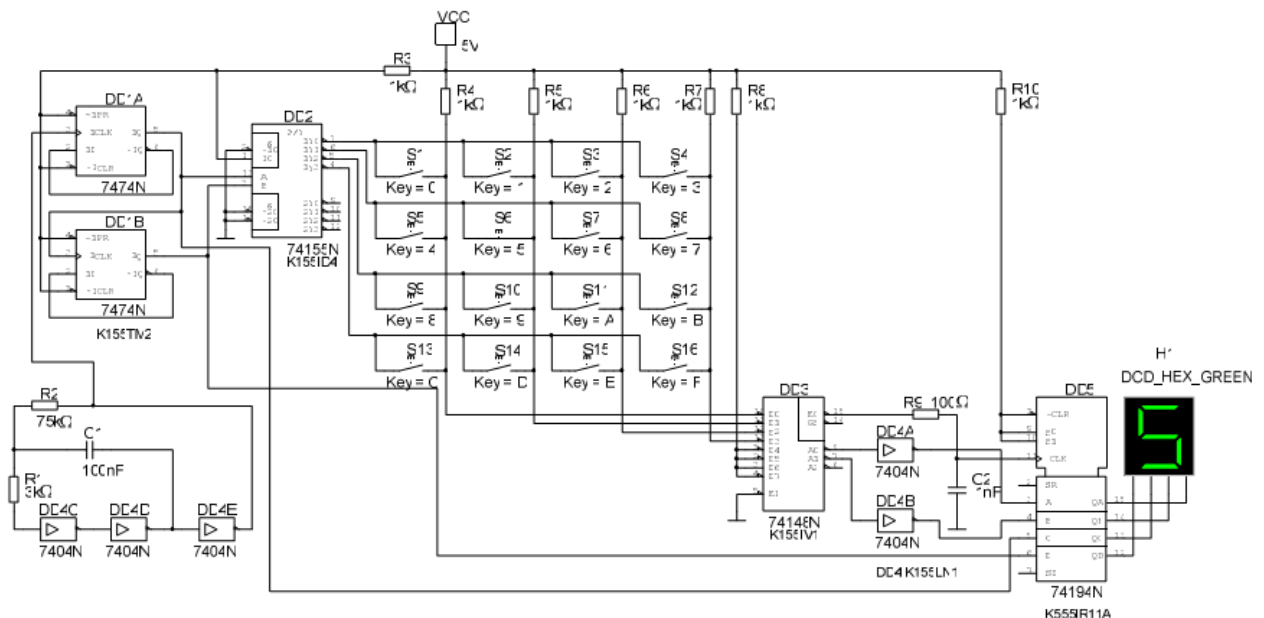 VCC
5V
R3
1kΩ
R4
1kΩ
R5
1kΩ
R6
1kΩ
R7
1kΩ
R8
1kΩ
R10
1kΩ
DD1A
7474N
DD1B
7474N
K155TM2
DD2
74155N
K155ID4
S1
Key = 0
S2
Key = 1
S3
Key = 2
S4
Key = 3
S5
Key = 4
S6
Key = 5
S7
Key = 6
S8
Key = 7
S9
Key = 8
S10
Key = 9
S11
Key = A
S12
Key = B
S13
Key = C
S14
Key = D
S15
Key = E
S16
Key = F
R2
75kΩ
C1
100nF
R1
3kΩ
DD4C
7404N
DD4D
7404N
DD4E
7404N
DD3
74148N
K155IV1
R9 100Ω
DD4A
7404N
DD4B
7404N
DD4 K155LN1
C2
1nF
DD5
~CLR
CLK
SR
A
QA
C
74194N
K555IR11A
H1
DCD_HEX_GREEN
5